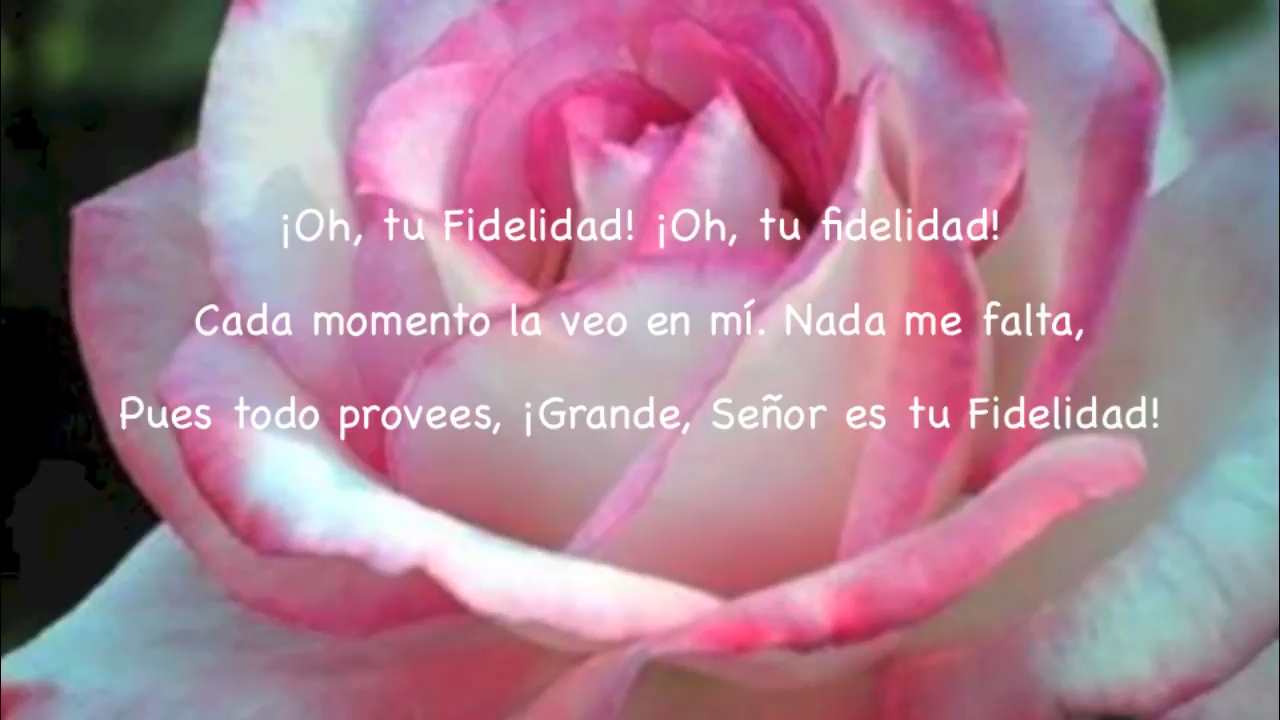 ¡Oh, tu Fidelidad! ¡Oh, tu fidelidad!
Cada momento la veo en mí. Nada me falta,
Pues todo provees, ¡Grande, Señor es tu Fidelidad!